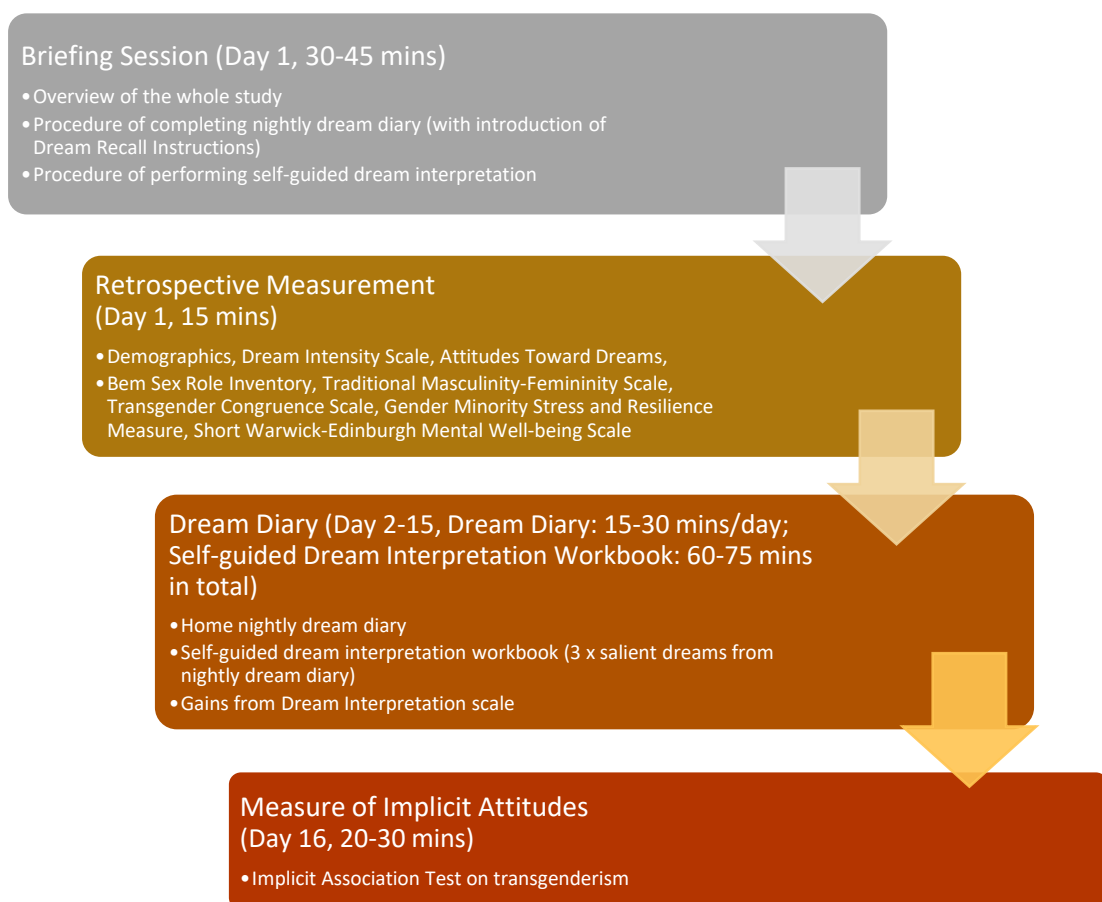 Briefing Session (Day 1, 30-45 mins)
•Overview of the whole study
•Procedure of completing nightly dream diary (with introduction of
Dream Recall Instructions)
•Procedure of performing self-guided dream interpretation
Retrospective Measurement
(Day 1, 15 mins)
•Demographics, Dream Intensity Scale, Attitudes Toward Dreams,
•Bem Sex Role Inventory, Traditional Masculinity-Femininity Scale,
Transgender Congruence Scale, Gender Minority Stress and Resilience
Measure, Short Warwick-Edinburgh Mental Well-being Scale
Dream Diary (Day 2-15, Dream Diary: 15-30 mins/day;
Self-guided Dream Interpretation Workbook: 60-75 mins
in total)
•Home nightly dream diary
•Self-guided dream interpretation workbook (3 x salient dreams from
nightly dream diary)
•Gains from Dream Interpretation scale
Measure of Implicit Attitudes
(Day 16, 20-30 mins)
•Implicit Association Test on transgenderism